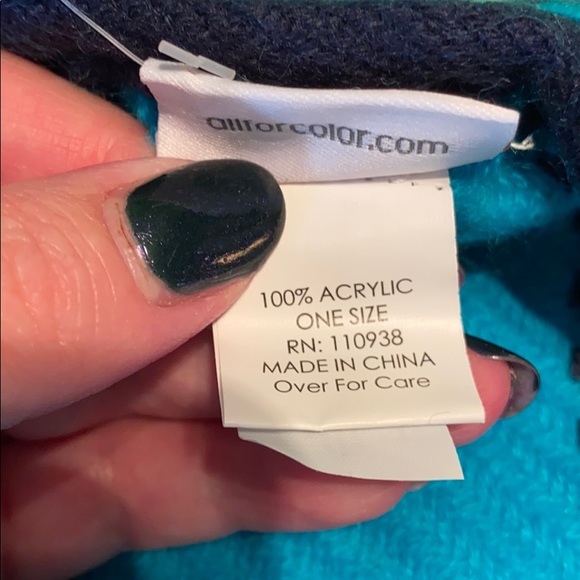 allforcolor.com
100% ACRYLIC
ONE SIZE
RN: 110938
MADE IN CHINA
Over For Care